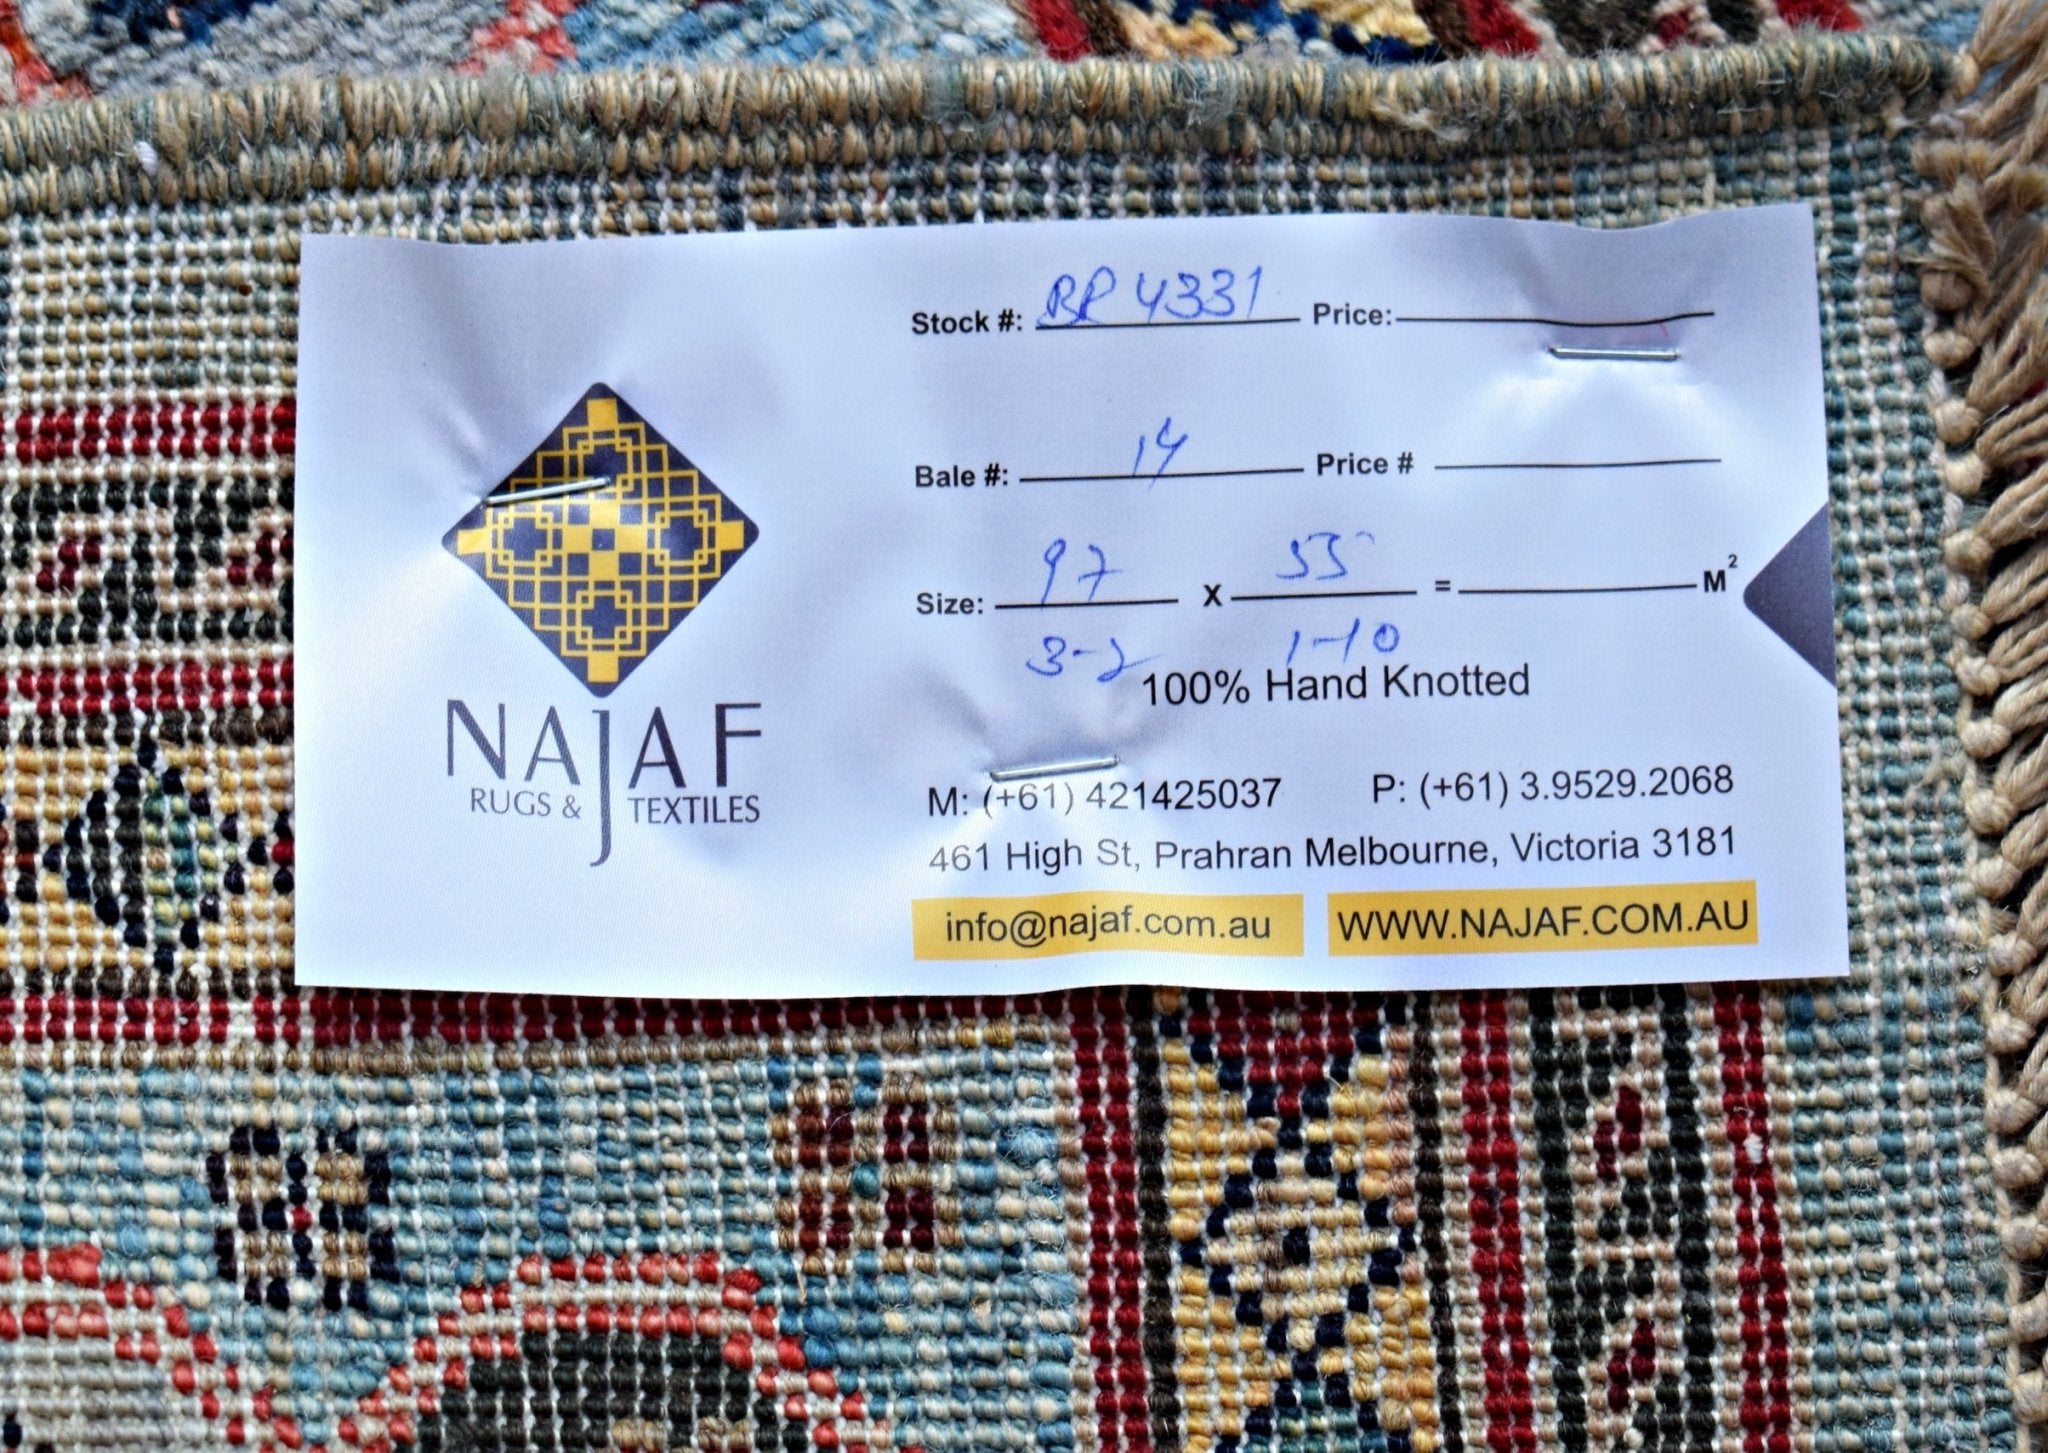 NAJAF
RUGS & TEXTILES
Stock #: RP 4331 Price:
Bale #: 14 Price #
Size: 97 X 55 = M²
3-2 1-10
100% Hand Knotted
M: (+61) 421425037 P: (+61) 3.9529.2068
461 High St, Prahran Melbourne, Victoria 3181
info@najaf.com.au WWW.NAJAF.COM.AU